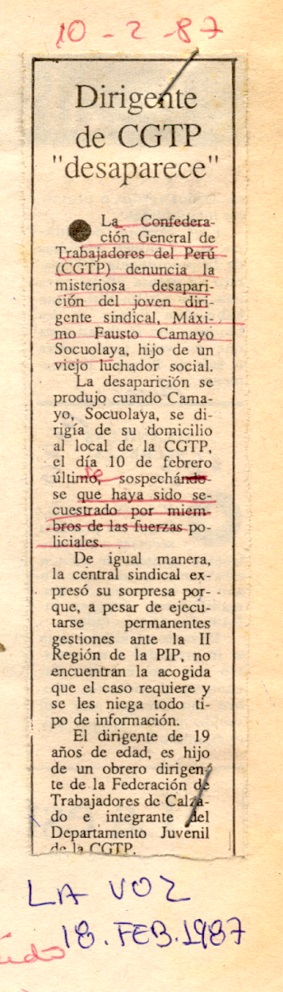 10-2-87
Dirigente
de CGTP
"desaparece"
La Confedera-
ción General de
Trabajadores del Perú
(CGTP) denuncia la
misteriosa desapari-
ción del joven diri-
gente sindical, Máxi-
mo Fausto Camayo
Socuolaya, hijo de un
viejo luchador social.
La desaparición se
produjo cuando Cama-
yo, Socuolaya, se di-
rigía de su domicilio
al local de la CGTP,
el día 10 de febrero
último, sospechándo-
se que haya sido se-
cuestrado por miem-
bros de las fuerzas po-
liciales.
De igual manera,
la central sindical ex-
presó su sorpresa por-
que, a pesar de ejecu-
tarse permanentes
gestiones ante la II
Región de la PIP, no
encuentran la acogida
que el caso requiere y
se les niega todo ti-
po de información.
El dirigente de 19
años de edad, es hijo
de un obrero dirigen-
te de la Federación de
Trabajadores de Calza-
do e integrante del
Departamento Juvenil
de la CGTP.
LA VOZ
18.FEB.1987